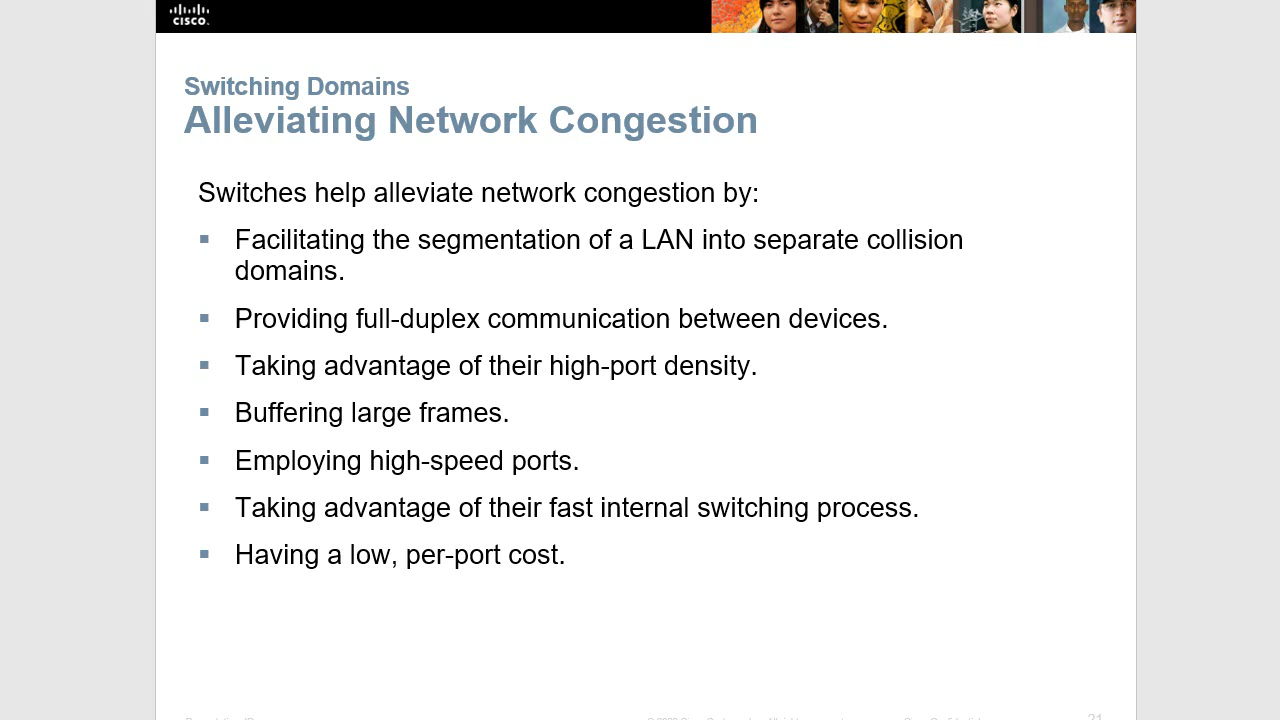 CISCO.
Switching Domains
Alleviating Network Congestion
Switches help alleviate network congestion by:
▪ Facilitating the segmentation of a LAN into separate collision
domains.
▪ Providing full-duplex communication between devices.
▪ Taking advantage of their high-port density.
▪ Buffering large frames.
▪ Employing high-speed ports.
▪ Taking advantage of their fast internal switching process.
▪ Having a low, per-port cost.
21